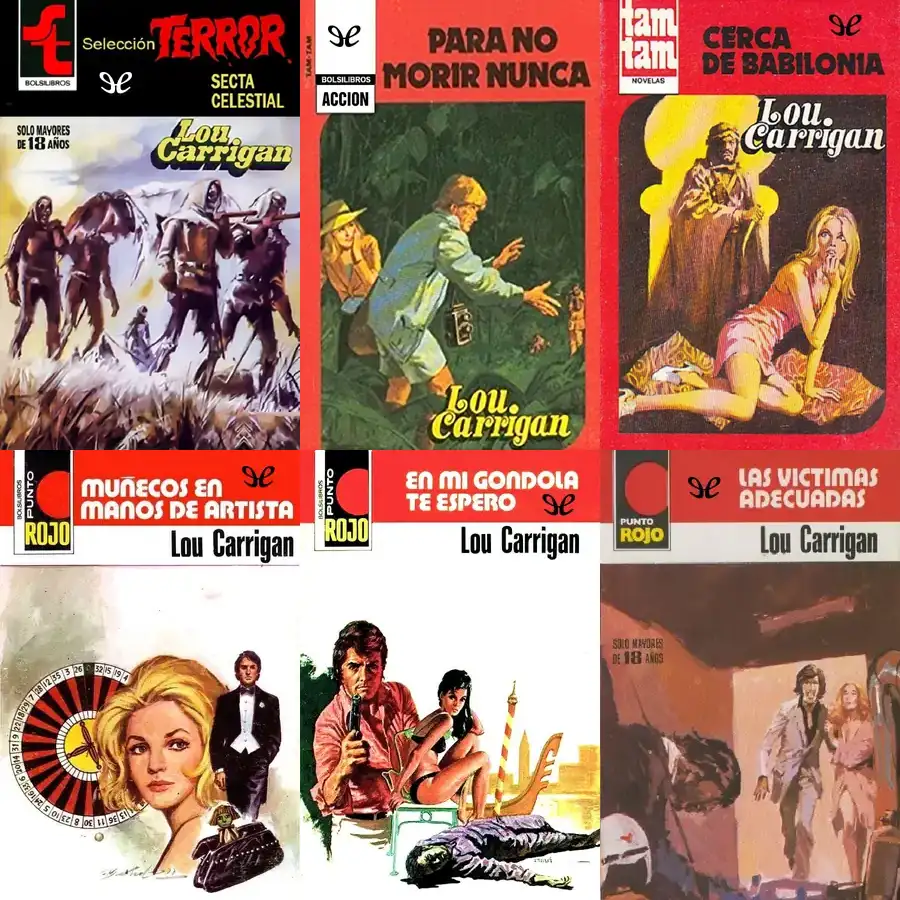 BOLSILIBROS
Selección TERROR
SECTA
CELESTIAL
SOLO MAYORES
DE 18 AÑOS
Lou
Carrigan
TAM-TAM
BOLSILIBROS
ACCION
PARA NO
MORIR NUNCA
Lou
Carrigan
tam
tam
NOVELAS
CERCA
DE BABILONIA
Lou
Carrigan
BOLSILIBROS
PUNTO
ROJO
MUÑECOS EN
MANOS DE ARTISTA
Lou Carrigan
BOLSILIBROS
PUNTO
ROJO
EN MI GONDOLA
TE ESPERO
Lou Carrigan
PUNTO
ROJO
LAS VICTIMAS
ADECUADAS
Lou Carrigan
SOLO MAYORES
DE 18 AÑOS